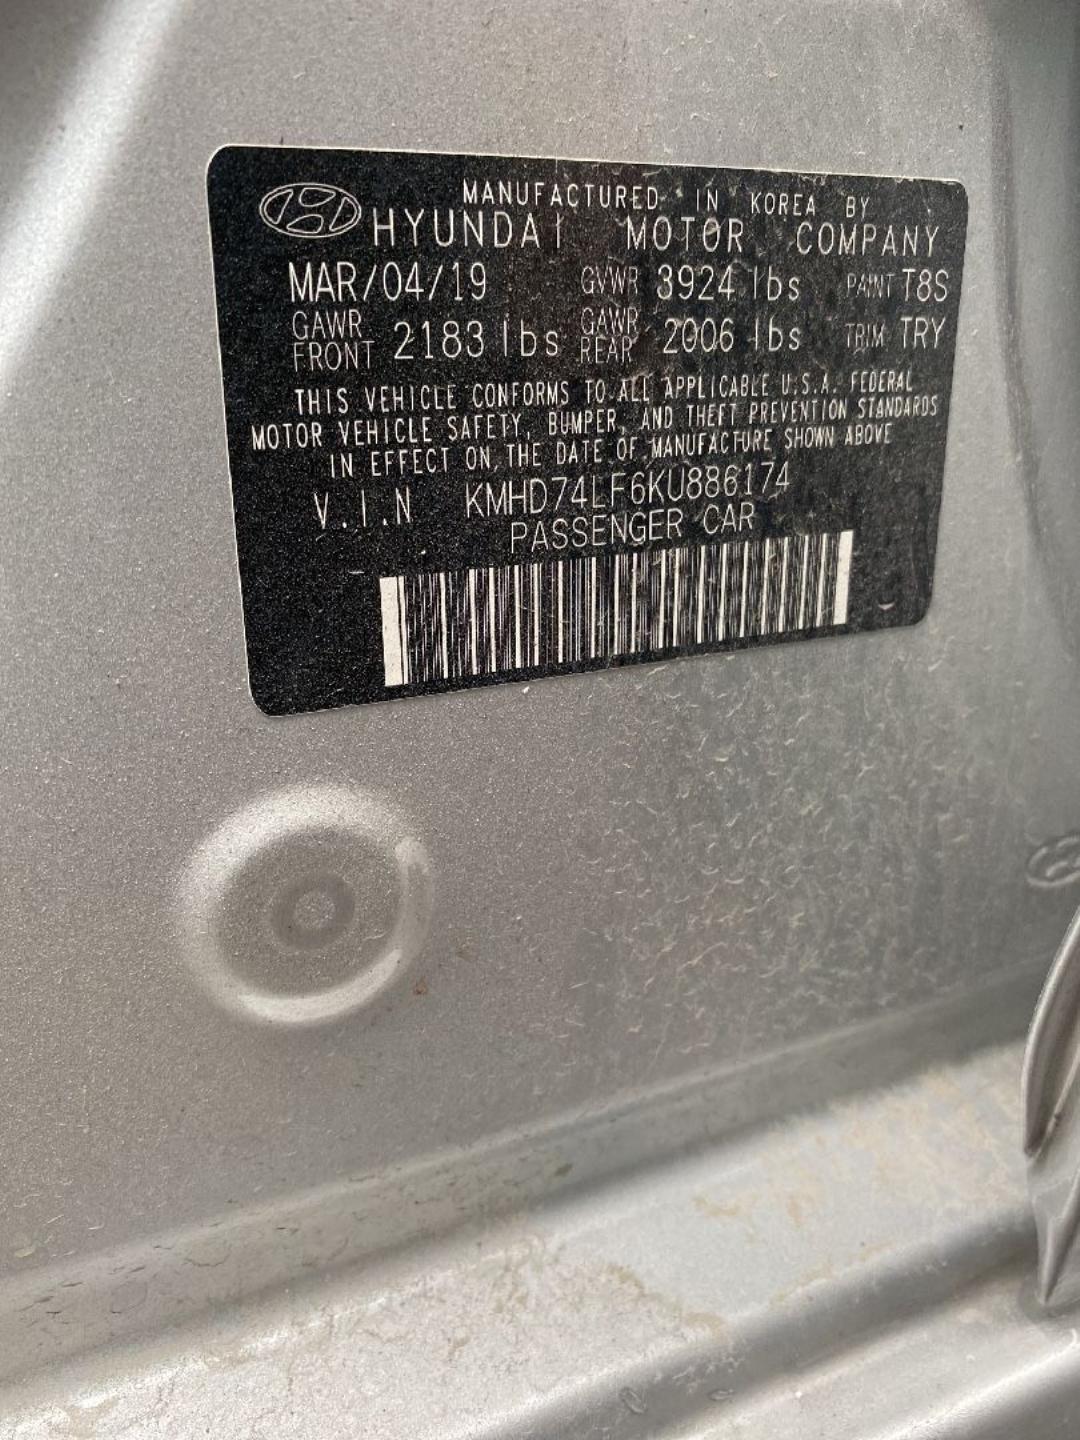 MANUFACTURED IN KOREA BY
HYUNDAI MOTOR COMPANY
MAR/04/19 GVWR 3924 lbs PAINT T8S
GAWR FRONT 2183 lbs GAWR REAR 2006 lbs TRIM TRY
THIS VEHICLE CONFORMS TO ALL APPLICABLE U.S.A. FEDERAL
MOTOR VEHICLE SAFETY, BUMPER, AND THEFT PREVENTION STANDARDS
IN EFFECT ON THE DATE OF MANUFACTURE SHOWN ABOVE
V.I.N KMHD74LF6KU886174
PASSENGER CAR